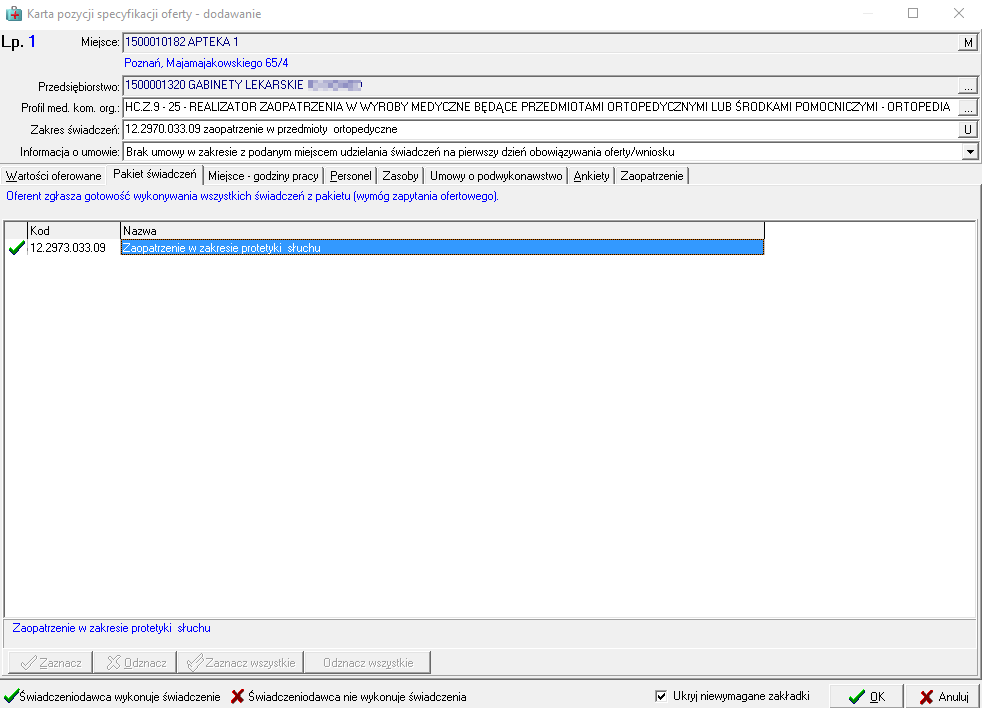 Karta pozycji specyfikacji oferty - dodawanie
Lp. 1 Miejsce: 1500010182 APTEKA 1 M
Poznań, Majamajakowskiego 65/4
Przedsiębiorstwo: 1500001320 GABINETY LEKARSKIE ...
Profil med. kom. org.: HC.Z.9 - 25 - REALIZATOR ZAOPATRZENIA W WYROBY MEDYCZNE BĘDĄCE PRZEDMIOTAMI ORTOPEDYCZNYMI LUB ŚRODKAMI POMOCNICZYMI - ORTOPEDIA ...
Zakres świadczeń: 12.2970.033.09 zaopatrzenie w przedmioty ortopedyczne U
Informacja o umowie: Brak umowy w zakresie z podanym miejscem udzielania świadczeń na pierwszy dzień obowiązywania oferty/wniosku
Wartości oferowane Pakiet świadczeń Miejsce - godziny pracy Personel Zasoby Umowy o podwykonawstwo Ankiety Zaopatrzenie
Oferent zgłasza gotowość wykonywania wszystkich świadczeń z pakietu (wymóg zapytania ofertowego).
Kod Nazwa
12.2973.033.09 Zaopatrzenie w zakresie protetyki słuchu
Zaopatrzenie w zakresie protetyki słuchu
Zaznacz Odznacz Zaznacz wszystkie Odznacz wszystkie
Świadczeniodawca wykonuje świadczenie Świadczeniodawca nie wykonuje świadczenia Ukryj niewymagane zakładki OK Anuluj